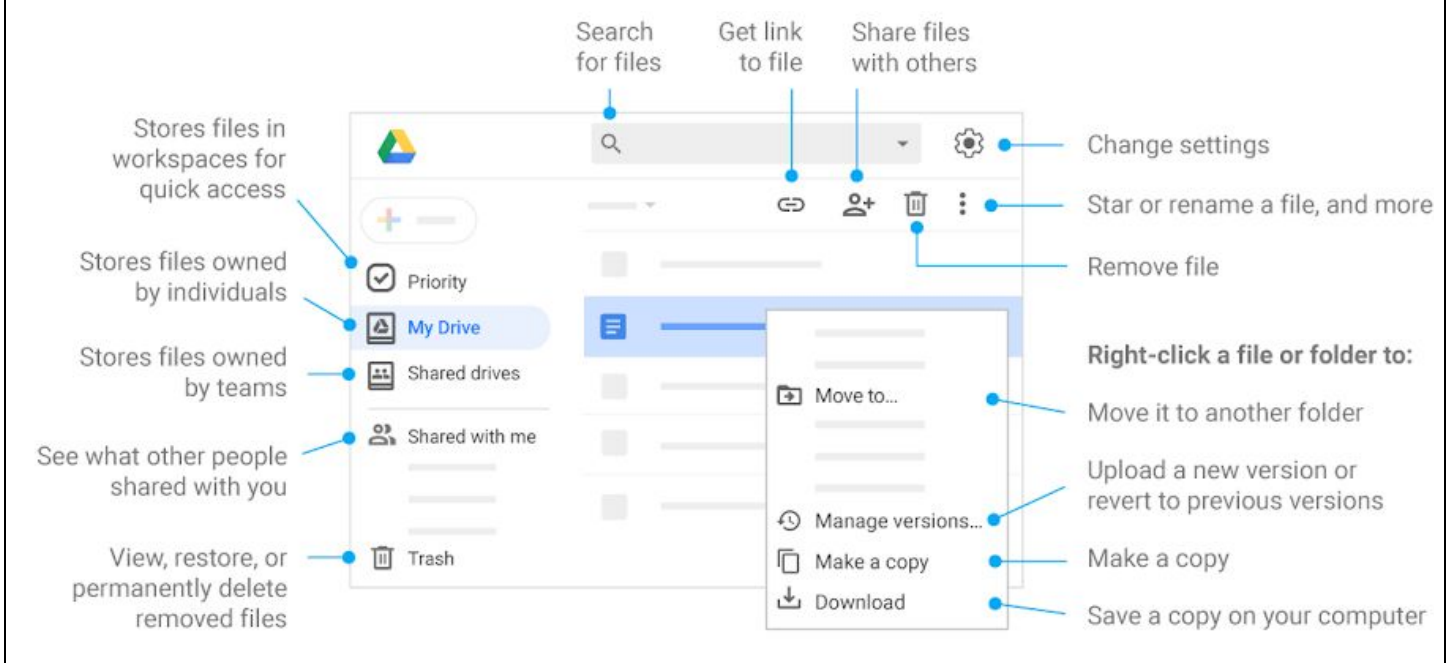 Search
for files
Get link
to file
Share files
with others
Stores files in
workspaces for
quick access
Change settings
Star or rename a file, and more
Stores files owned
by individuals
Priority
Remove file
My Drive
Stores files owned
by teams
Shared drives
Right-click a file or folder to:
Move to...
Move it to another folder
See what other people
shared with you
Shared with me
Upload a new version or
revert to previous versions
Manage versions...
View, restore, or
permanently delete
removed files
Trash
Make a copy
Make a copy
Download
Save a copy on your computer